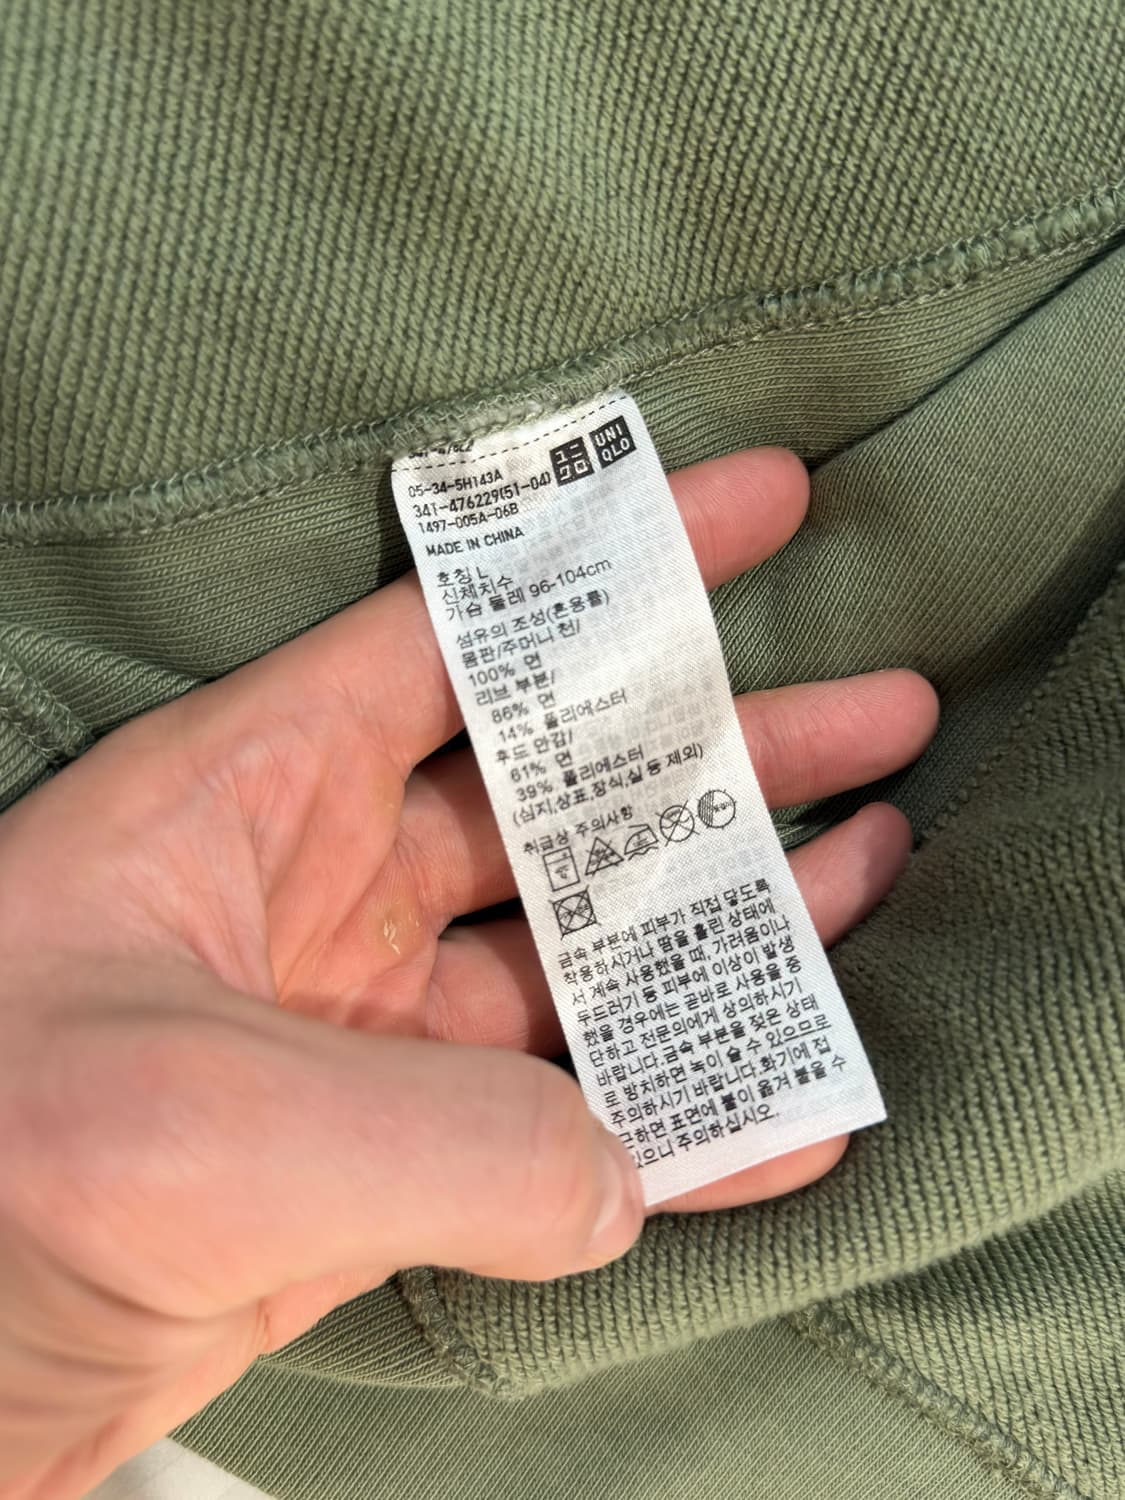 ユニ
クロ
UNI
QLO
05-34-5H143A
341-476229(51-04)
1497-005A-06B
MADE IN CHINA
호칭 L
신체치수
가슴 둘레 96-104cm
섬유의 조성(혼용률)
몸판/주머니 천/
100% 면
리브 부분/
86% 면
14% 폴리에스터
후드 안감/
61% 면
39% 폴리에스터
(심지,상표,장식,실 등 제외)
취급상 주의사항
금속 부분에 피부가 직접 닿도록
착용하시거나 땀을 흘린 상태에
서 계속 사용했을 때, 가려움이나
두드러기 등 피부에 이상이 발생
했을 경우에는 곧바로 사용을 중
단하고 전문의에게 상의하시기
바랍니다.금속 부분을 젖은 상태
로 방치하면 녹이 슬 수 있으므로
주의하시기 바랍니다.화기에 접
근하면 표면에 불이 옮겨 붙을 수
있으니 주의하십시오.